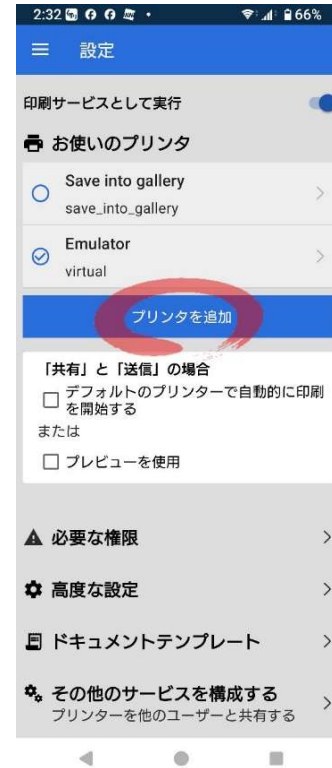 2:32
66%
設定
印刷サービスとして実行
お使いのプリンタ
Save into gallery
save_into_gallery
Emulator
virtual
プリンタを追加
「共有」と「送信」の場合
デフォルトのプリンターで自動的に印刷
を開始する
または
プレビューを使用
必要な権限
高度な設定
ドキュメントテンプレート
その他のサービスを構成する
プリンターを他のユーザーと共有する